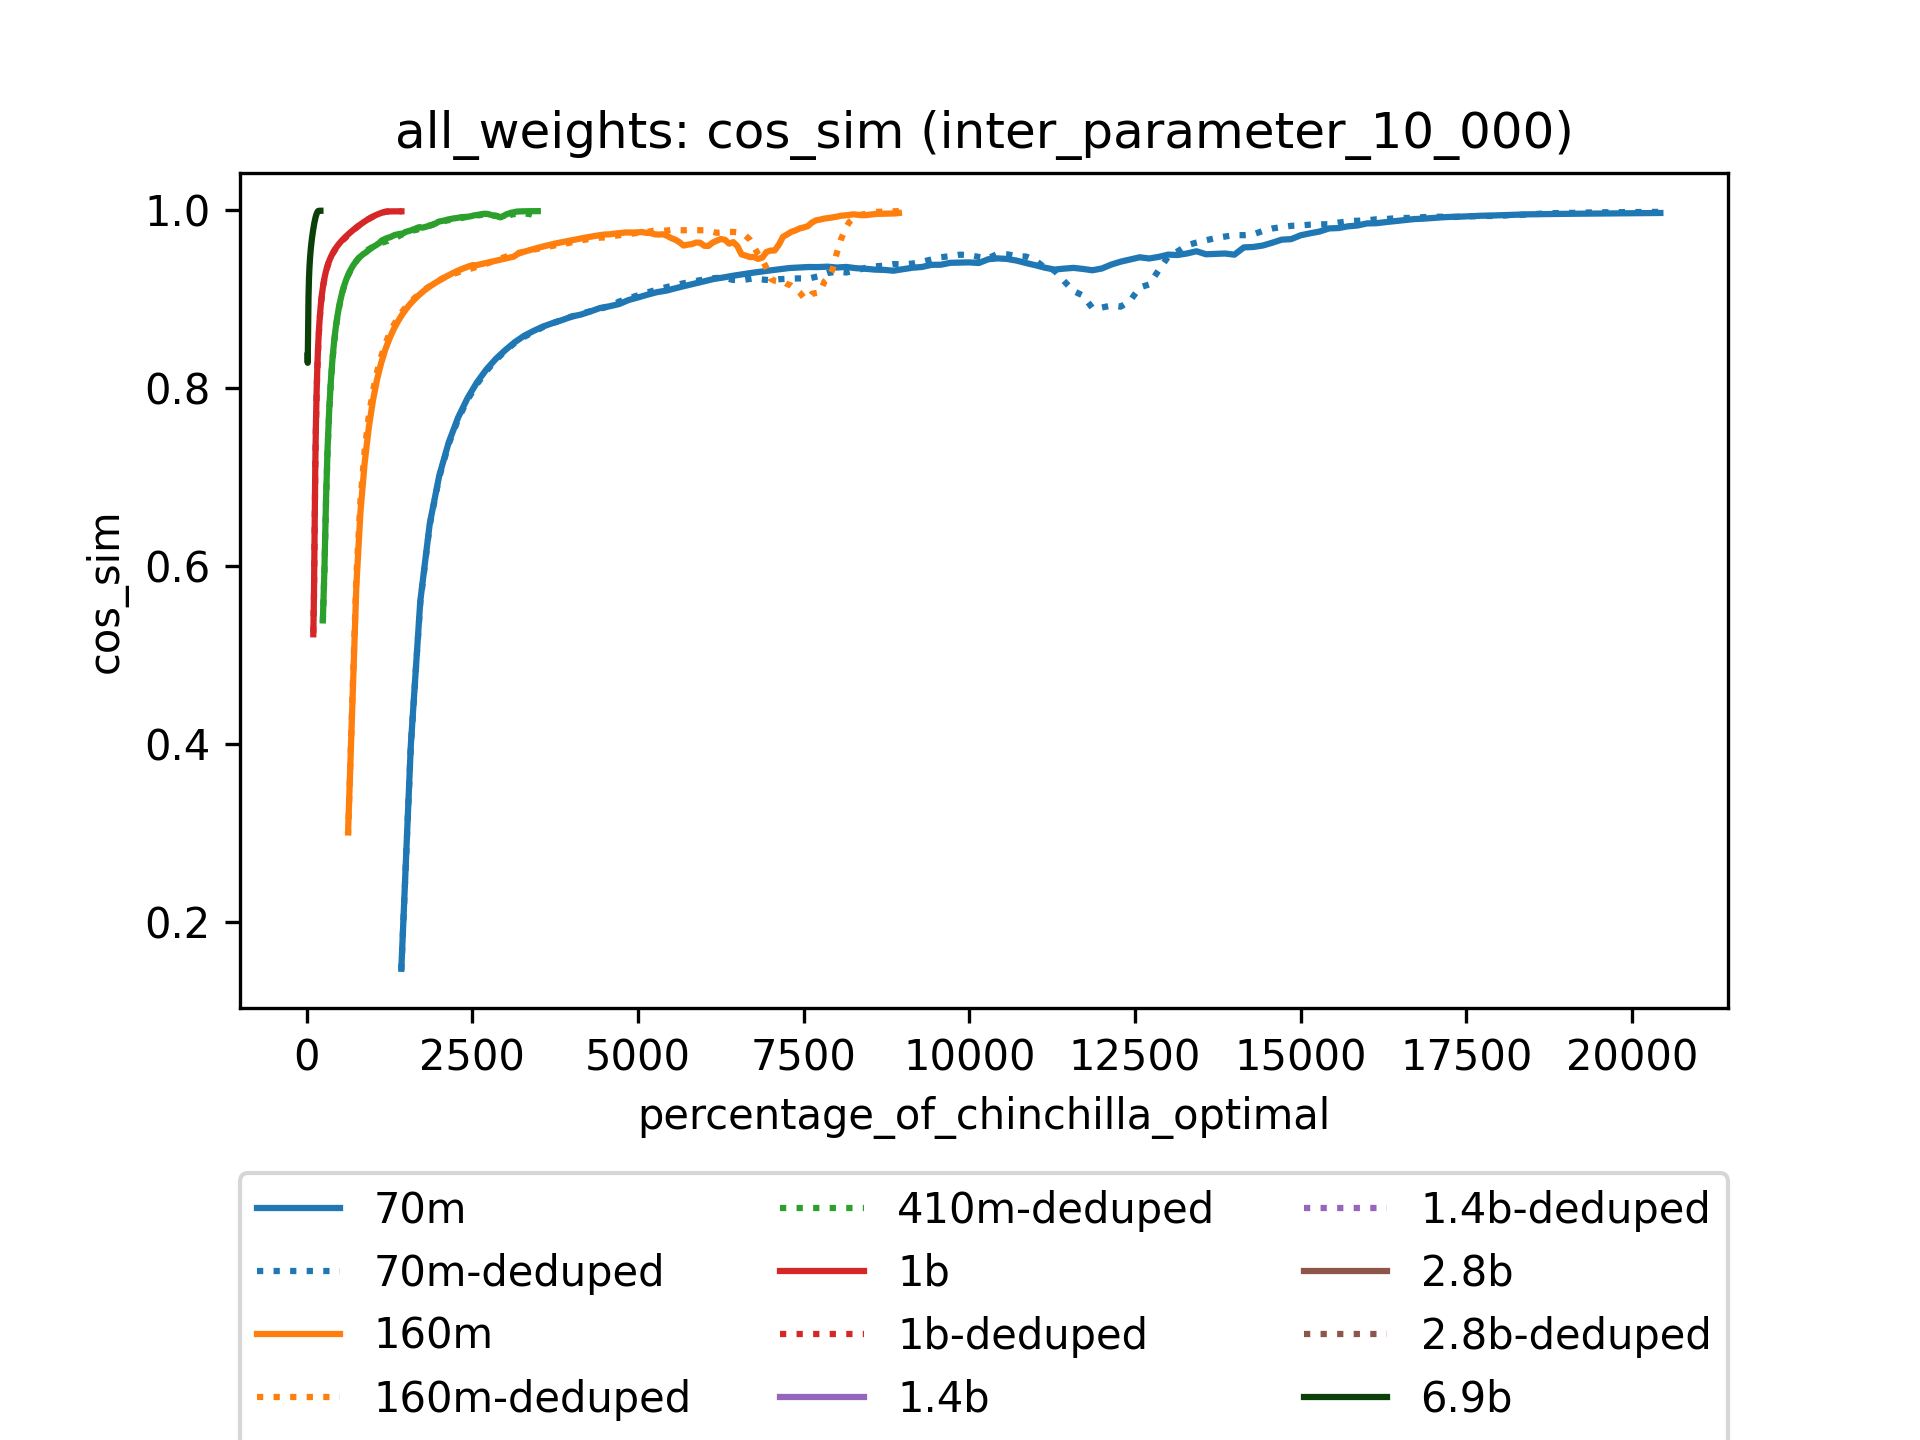 all_weights: cos_sim (inter_parameter_10_000)
1.0
0.8
0.6
0.4
0.2
cos_sim
0 2500 5000 7500 10000 12500 15000 17500 20000
percentage_of_chinchilla_optimal
70m 410m-deduped 1.4b-deduped
70m-deduped 1b 2.8b
160m 1b-deduped 2.8b-deduped
160m-deduped 1.4b 6.9b